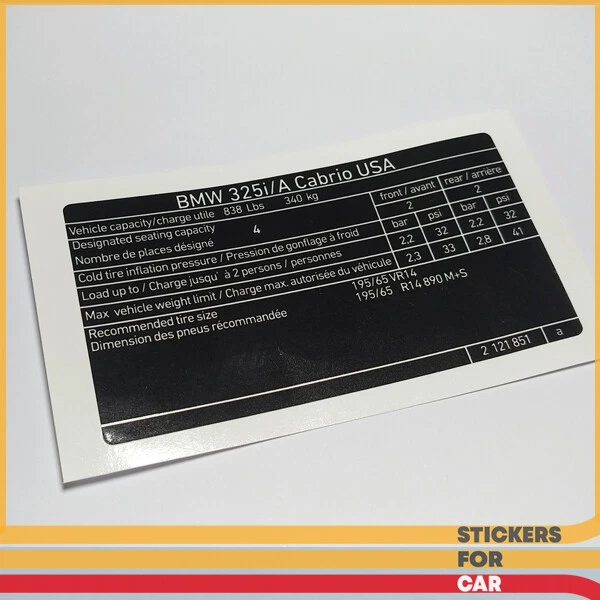 BMW 325i/A Cabrio USA
Vehicle capacity/charge utile 838 Lbs 340 kg
Designated seating capacity
Nombre de places désigné 4
front / avant rear / arrière
2 2
Cold tire inflation pressure / Pression de gonflage à froid bar psi bar psi
Load up to / Charge jusqu' à 2 persons / personnes 2,2 32 2,2 32
Max vehicle weight limit / Charge max. autorisée du véhicule 2,3 33 2,8 41
Recommended tire size 195/65 VR14
Dimension des pneus récommandée 195/65 R14 890 M+S
2 121 851 a
STICKERS
FOR
CAR